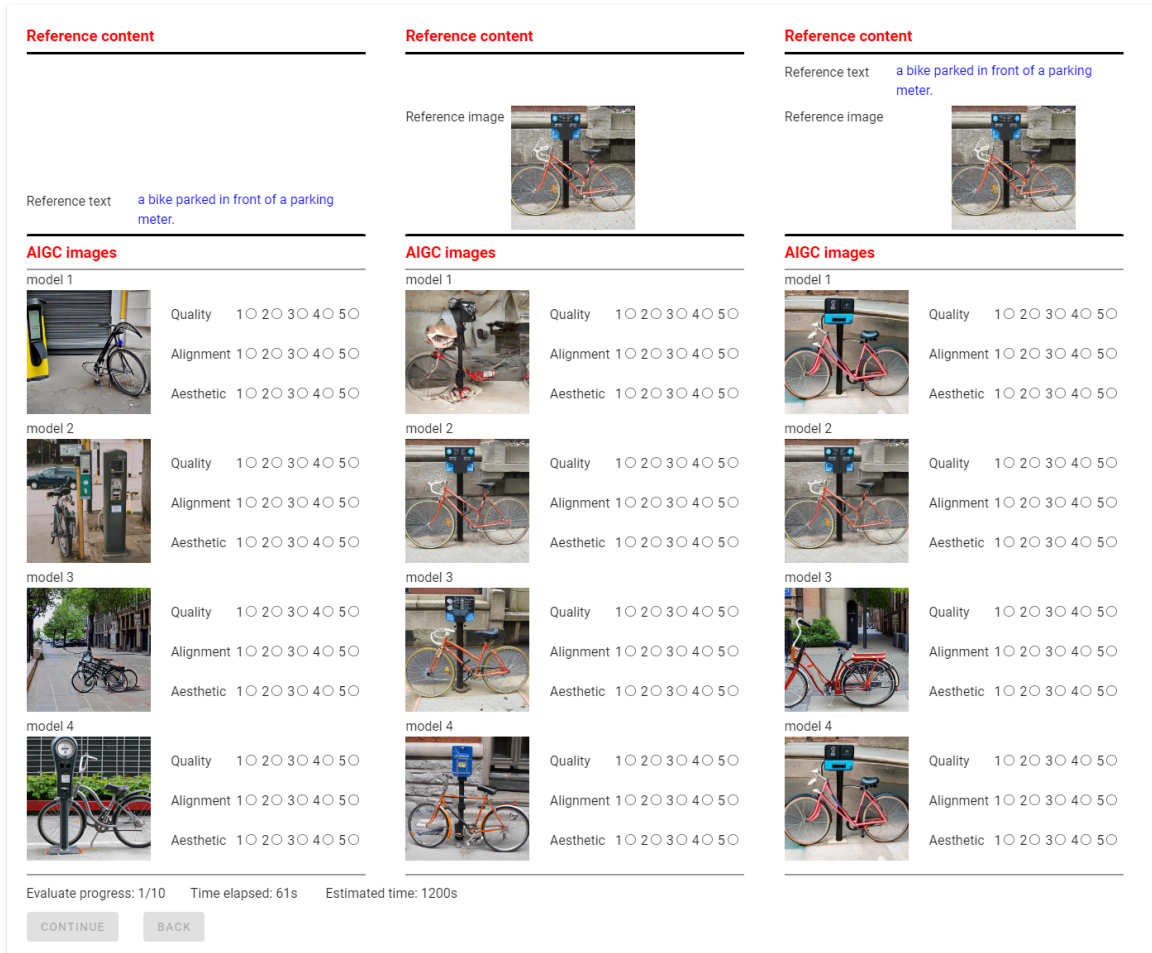 Reference content
Reference text a bike parked in front of a parking
meter.
AIGC images
model 1
Quality 1 2 3 4 5
Alignment 1 2 3 4 5
Aesthetic 1 2 3 4 5
model 2
Quality 1 2 3 4 5
Alignment 1 2 3 4 5
Aesthetic 1 2 3 4 5
model 3
Quality 1 2 3 4 5
Alignment 1 2 3 4 5
Aesthetic 1 2 3 4 5
model 4
Quality 1 2 3 4 5
Alignment 1 2 3 4 5
Aesthetic 1 2 3 4 5
Reference content
Reference image
AIGC images
model 1
Quality 1 2 3 4 5
Alignment 1 2 3 4 5
Aesthetic 1 2 3 4 5
model 2
Quality 1 2 3 4 5
Alignment 1 2 3 4 5
Aesthetic 1 2 3 4 5
model 3
Quality 1 2 3 4 5
Alignment 1 2 3 4 5
Aesthetic 1 2 3 4 5
model 4
Quality 1 2 3 4 5
Alignment 1 2 3 4 5
Aesthetic 1 2 3 4 5
Reference content
Reference text a bike parked in front of a parking
meter.
Reference image
AIGC images
model 1
Quality 1 2 3 4 5
Alignment 1 2 3 4 5
Aesthetic 1 2 3 4 5
model 2
Quality 1 2 3 4 5
Alignment 1 2 3 4 5
Aesthetic 1 2 3 4 5
model 3
Quality 1 2 3 4 5
Alignment 1 2 3 4 5
Aesthetic 1 2 3 4 5
model 4
Quality 1 2 3 4 5
Alignment 1 2 3 4 5
Aesthetic 1 2 3 4 5
Evaluate progress: 1/10 Time elapsed: 61s Estimated time: 1200s
CONTINUE BACK